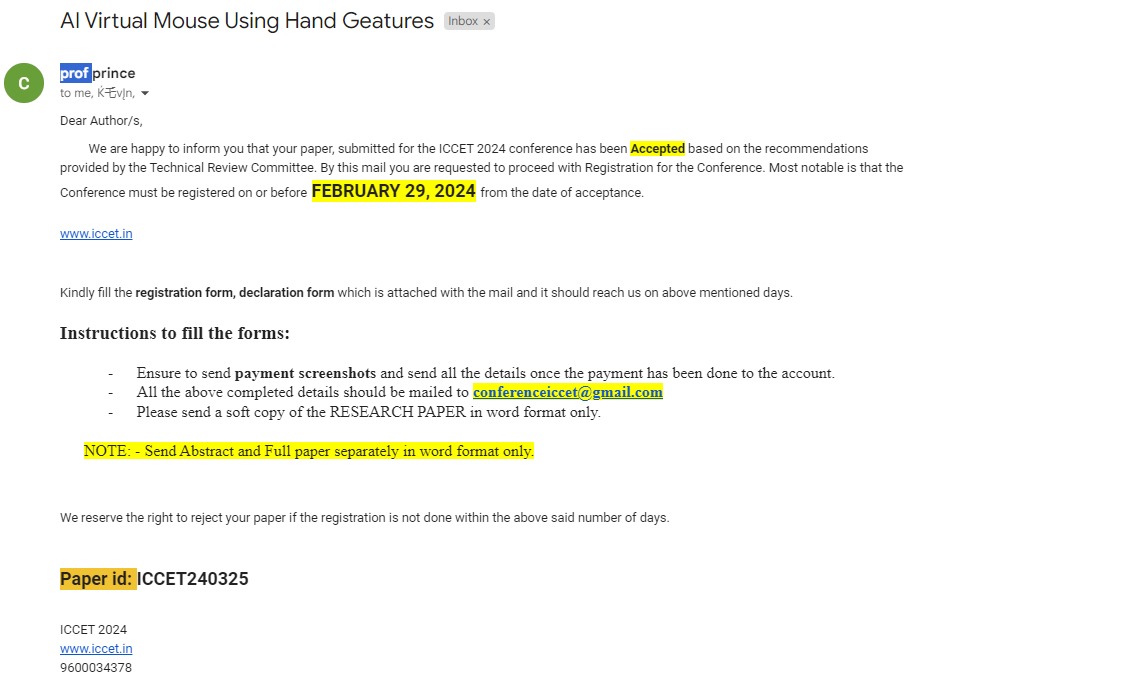 AI Virtual Mouse Using Hand Geatures Inbox ×
C
prof prince
to me,
Dear Author/s,
We are happy to inform you that your paper, submitted for the ICCET 2024 conference has been Accepted based on the recommendations
provided by the Technical Review Committee. By this mail you are requested to proceed with Registration for the Conference. Most notable is that the
Conference must be registered on or before FEBRUARY 29, 2024 from the date of acceptance.
www.iccet.in
Kindly fill the registration form, declaration form which is attached with the mail and it should reach us on above mentioned days.
Instructions to fill the forms:
- Ensure to send payment screenshots and send all the details once the payment has been done to the account.
- All the above completed details should be mailed to conferenceiccet@gmail.com
- Please send a soft copy of the RESEARCH PAPER in word format only.
NOTE: - Send Abstract and Full paper separately in word format only.
We reserve the right to reject your paper if the registration is not done within the above said number of days.
Paper id: ICCET240325
ICCET 2024
www.iccet.in
9600034378